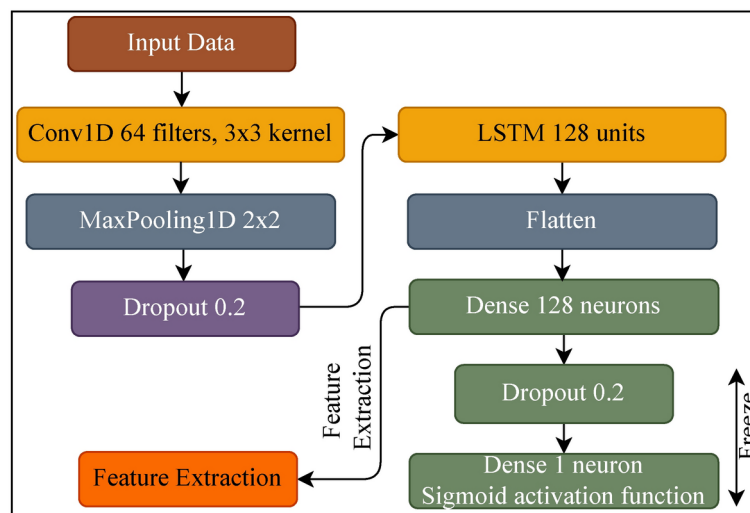 Input Data
Conv1D 64 filters, 3x3 kernel
MaxPooling1D 2x2
Dropout 0.2
LSTM 128 units
Flatten
Dense 128 neurons
Feature
Extraction
Feature Extraction
Dropout 0.2
Dense 1 neuron
Sigmoid activation function
Freeze